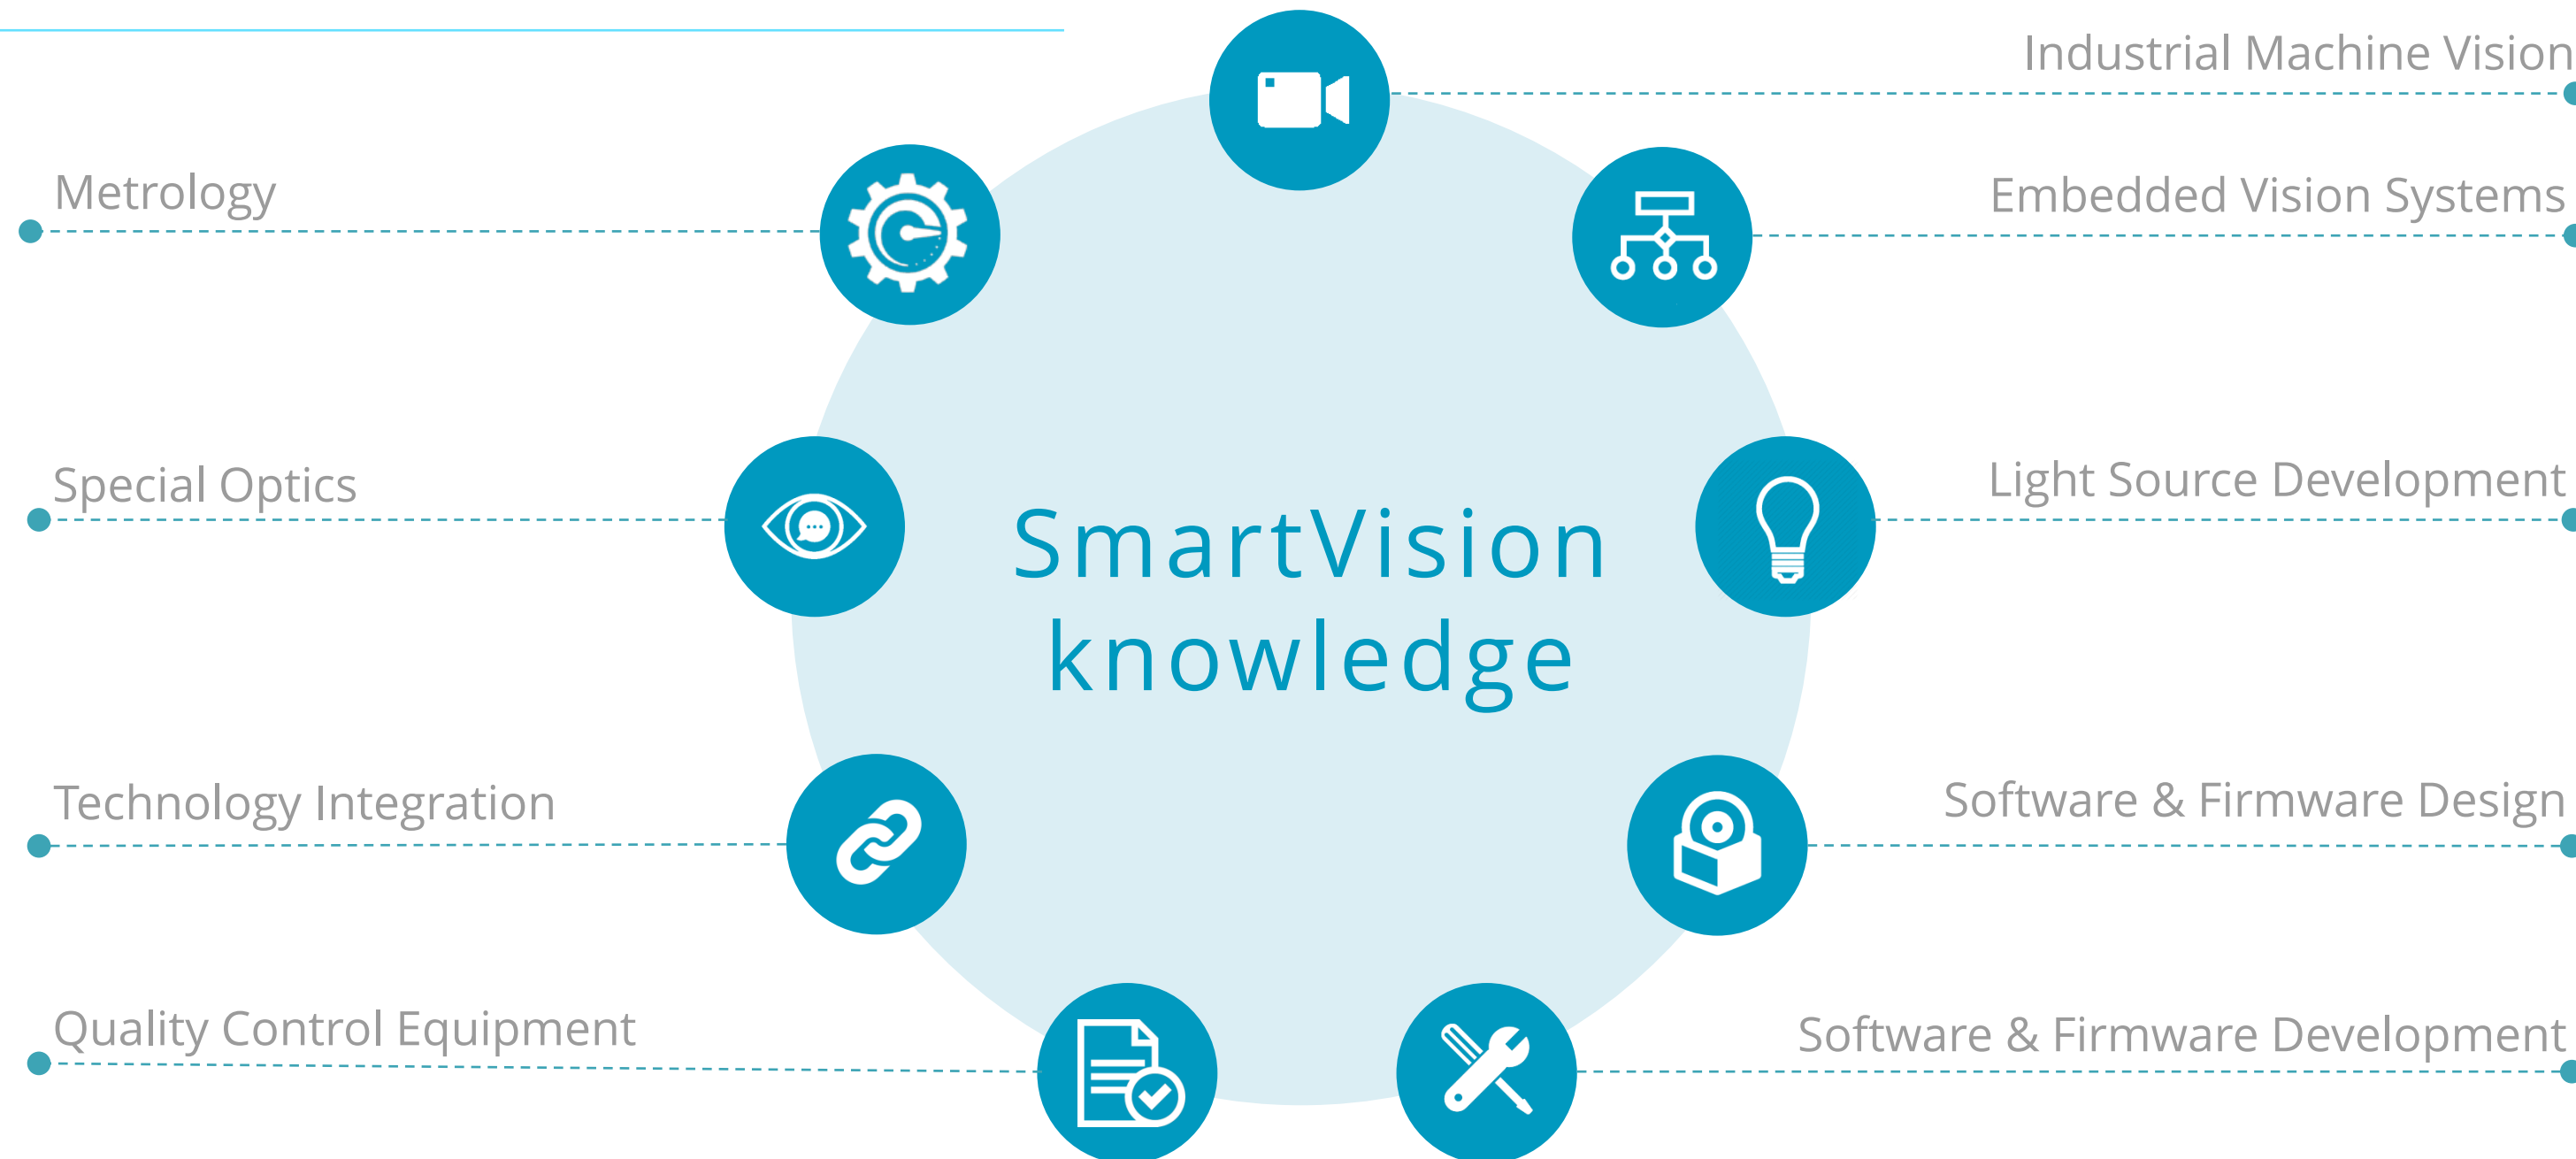 Industrial Machine Vision
Metrology
Embedded Vision Systems
Special Optics
Light Source Development
SmartVision
knowledge
Technology Integration
Software & Firmware Design
Quality Control Equipment
Software & Firmware Development